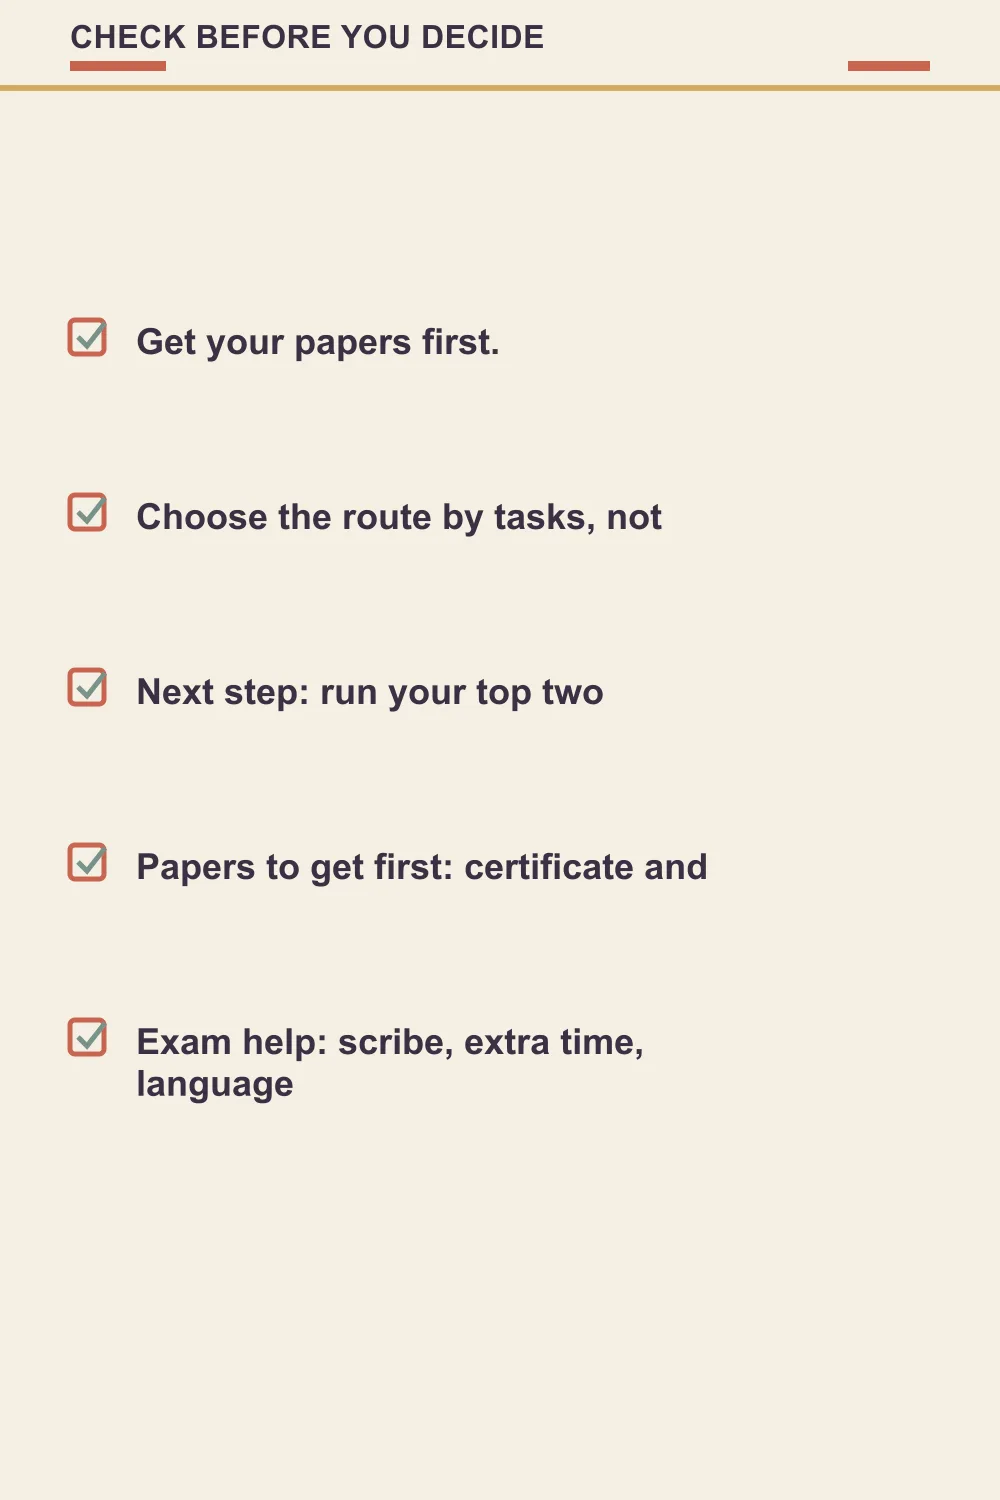 CHECK BEFORE YOU DECIDE
Get your papers first.
Choose the route by tasks, not
Next step: run your top two
Papers to get first: certificate and
Exam help: scribe, extra time,
language